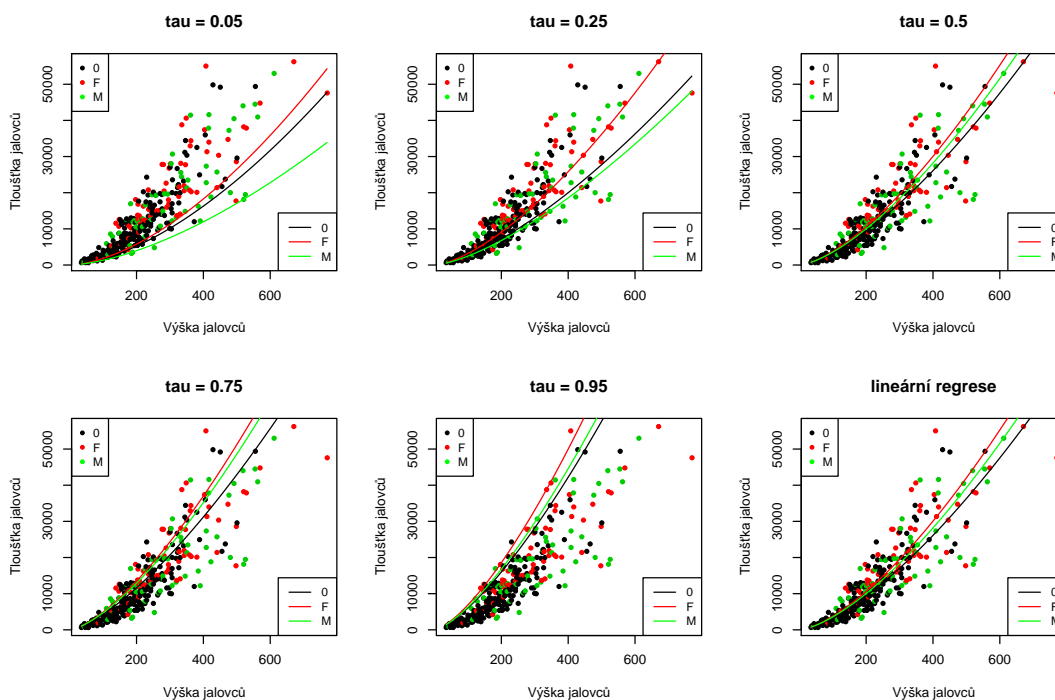 tau = 0.05
Tloušťka jalovců
50000
30000
10000
0
0
F
M
0
F
M
200
400
600
Výška jalovců
tau = 0.25
Tloušťka jalovců
50000
30000
10000
0
0
F
M
0
F
M
200
400
600
Výška jalovců
tau = 0.5
Tloušťka jalovců
50000
30000
10000
0
0
F
M
0
F
M
200
400
600
Výška jalovců
tau = 0.75
Tloušťka jalovců
50000
30000
10000
0
0
F
M
0
F
M
200
400
600
Výška jalovců
tau = 0.95
Tloušťka jalovců
50000
30000
10000
0
0
F
M
0
F
M
200
400
600
Výška jalovců
lineární regrese
Tloušťka jalovců
50000
30000
10000
0
0
F
M
0
F
M
200
400
600
Výška jalovců